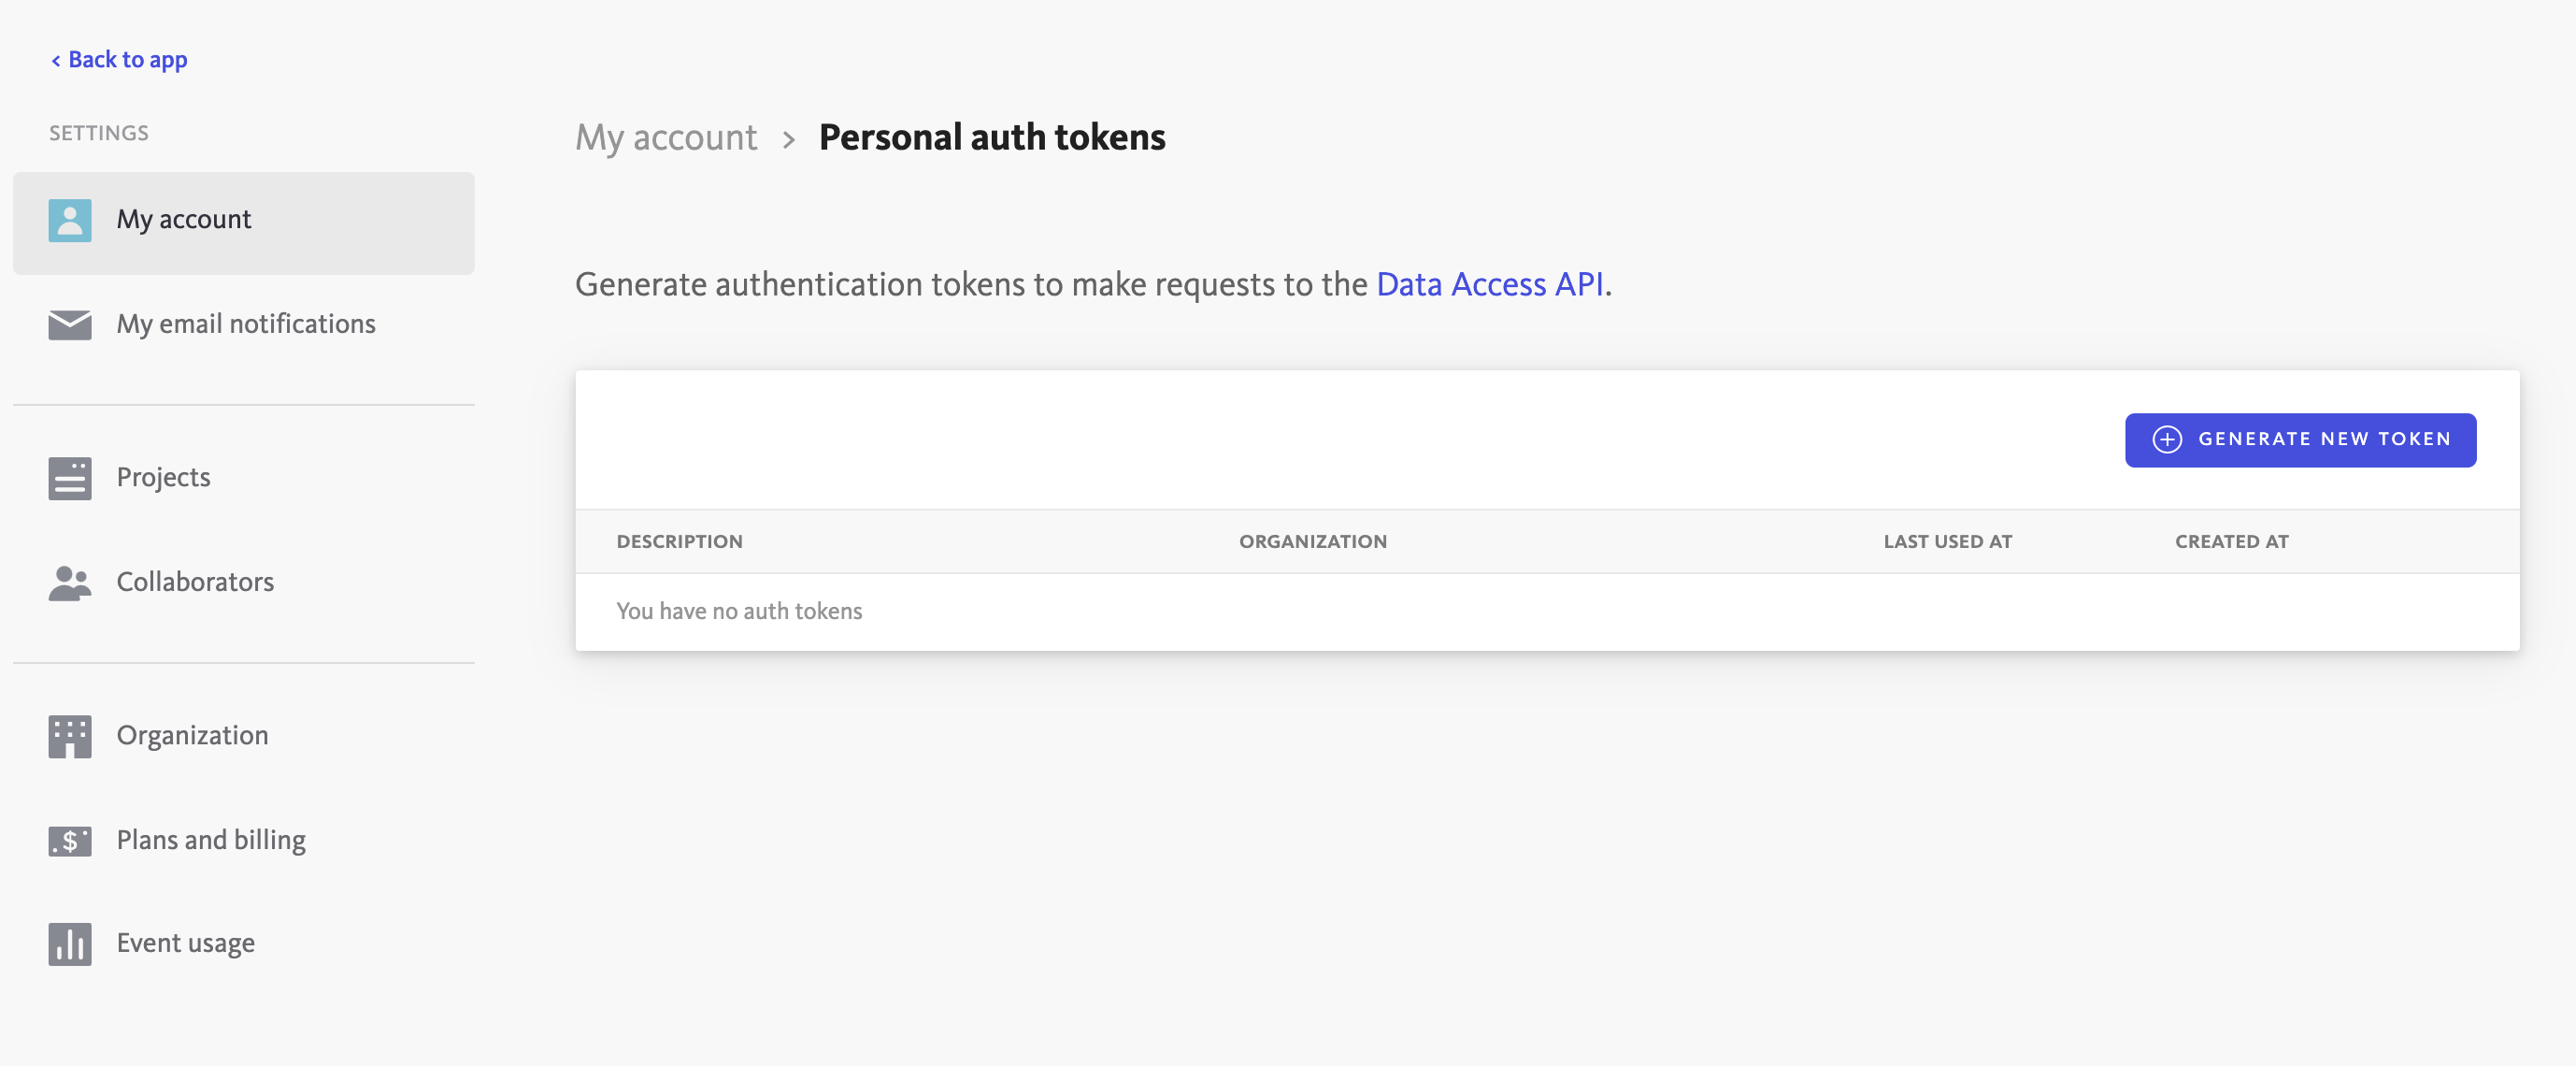 ‹ Back to app
SETTINGS
My account
My email notifications
Projects
Collaborators
Organization
Plans and billing
Event usage
My account > Personal auth tokens
Generate authentication tokens to make requests to the Data Access API.
GENERATE NEW TOKEN
DESCRIPTION ORGANIZATION LAST USED AT CREATED AT
You have no auth tokens